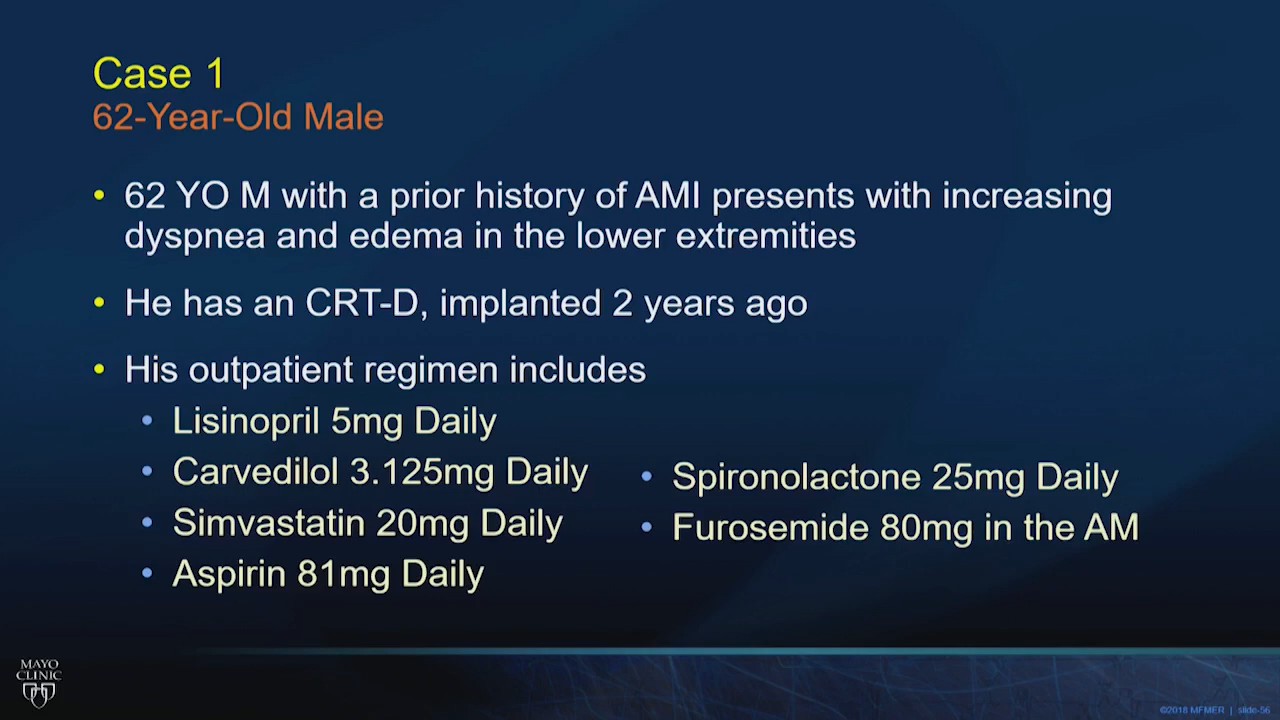 Case 1
62-Year-Old Male
• 62 YO M with a prior history of AMI presents with increasing
dyspnea and edema in the lower extremities
• He has an CRT-D, implanted 2 years ago
• His outpatient regimen includes
• Lisinopril 5mg Daily
• Carvedilol 3.125mg Daily
• Simvastatin 20mg Daily
• Aspirin 81mg Daily
• Spironolactone 25mg Daily
• Furosemide 80mg in the AM
MAYO
CLINIC
©2018 MFMER | slide-56